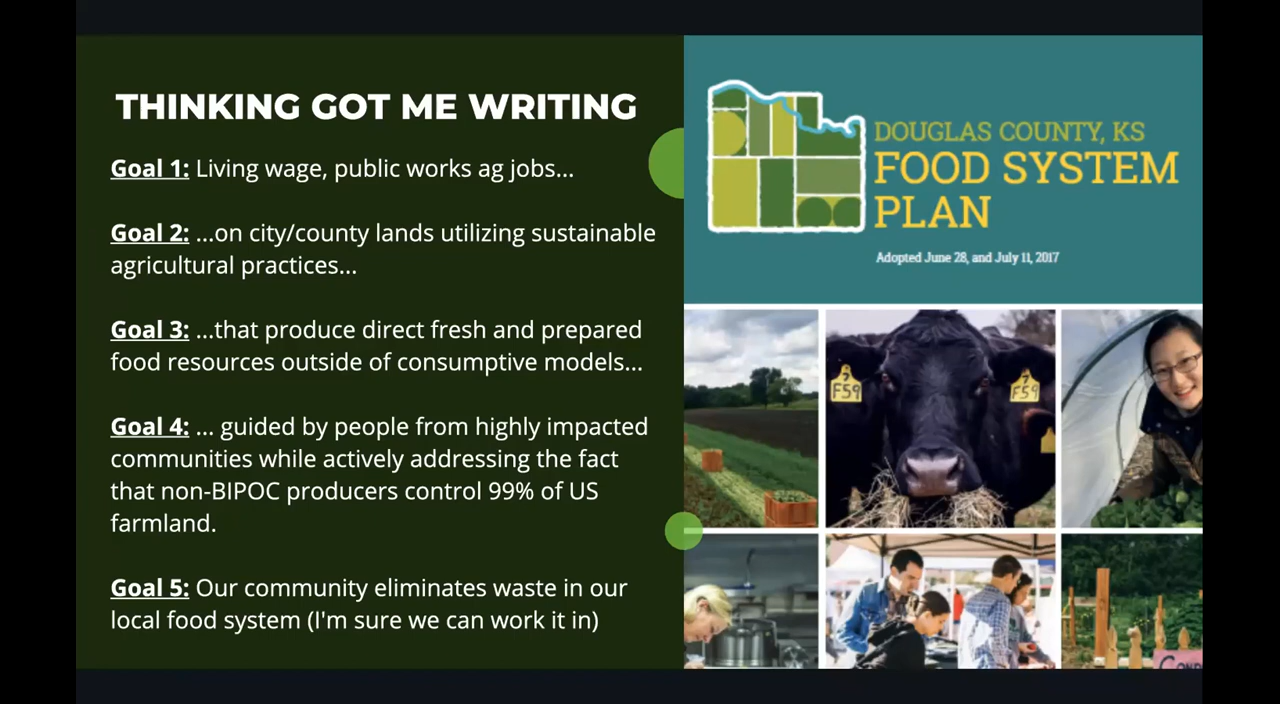 THINKING GOT ME WRITING
Goal 1: Living wage, public works ag jobs...
Goal 2: ...on city/county lands utilizing sustainable
agricultural practices...
Goal 3: ...that produce direct fresh and prepared
food resources outside of consumptive models...
Goal 4: ... guided by people from highly impacted
communities while actively addressing the fact
that non-BIPOC producers control 99% of US
farmland.
Goal 5: Our community eliminates waste in our
local food system (I'm sure we can work it in)
DOUGLAS COUNTY, KS
FOOD SYSTEM
PLAN
Adopted June 28, and July 11, 2017
7
F59
7
F59